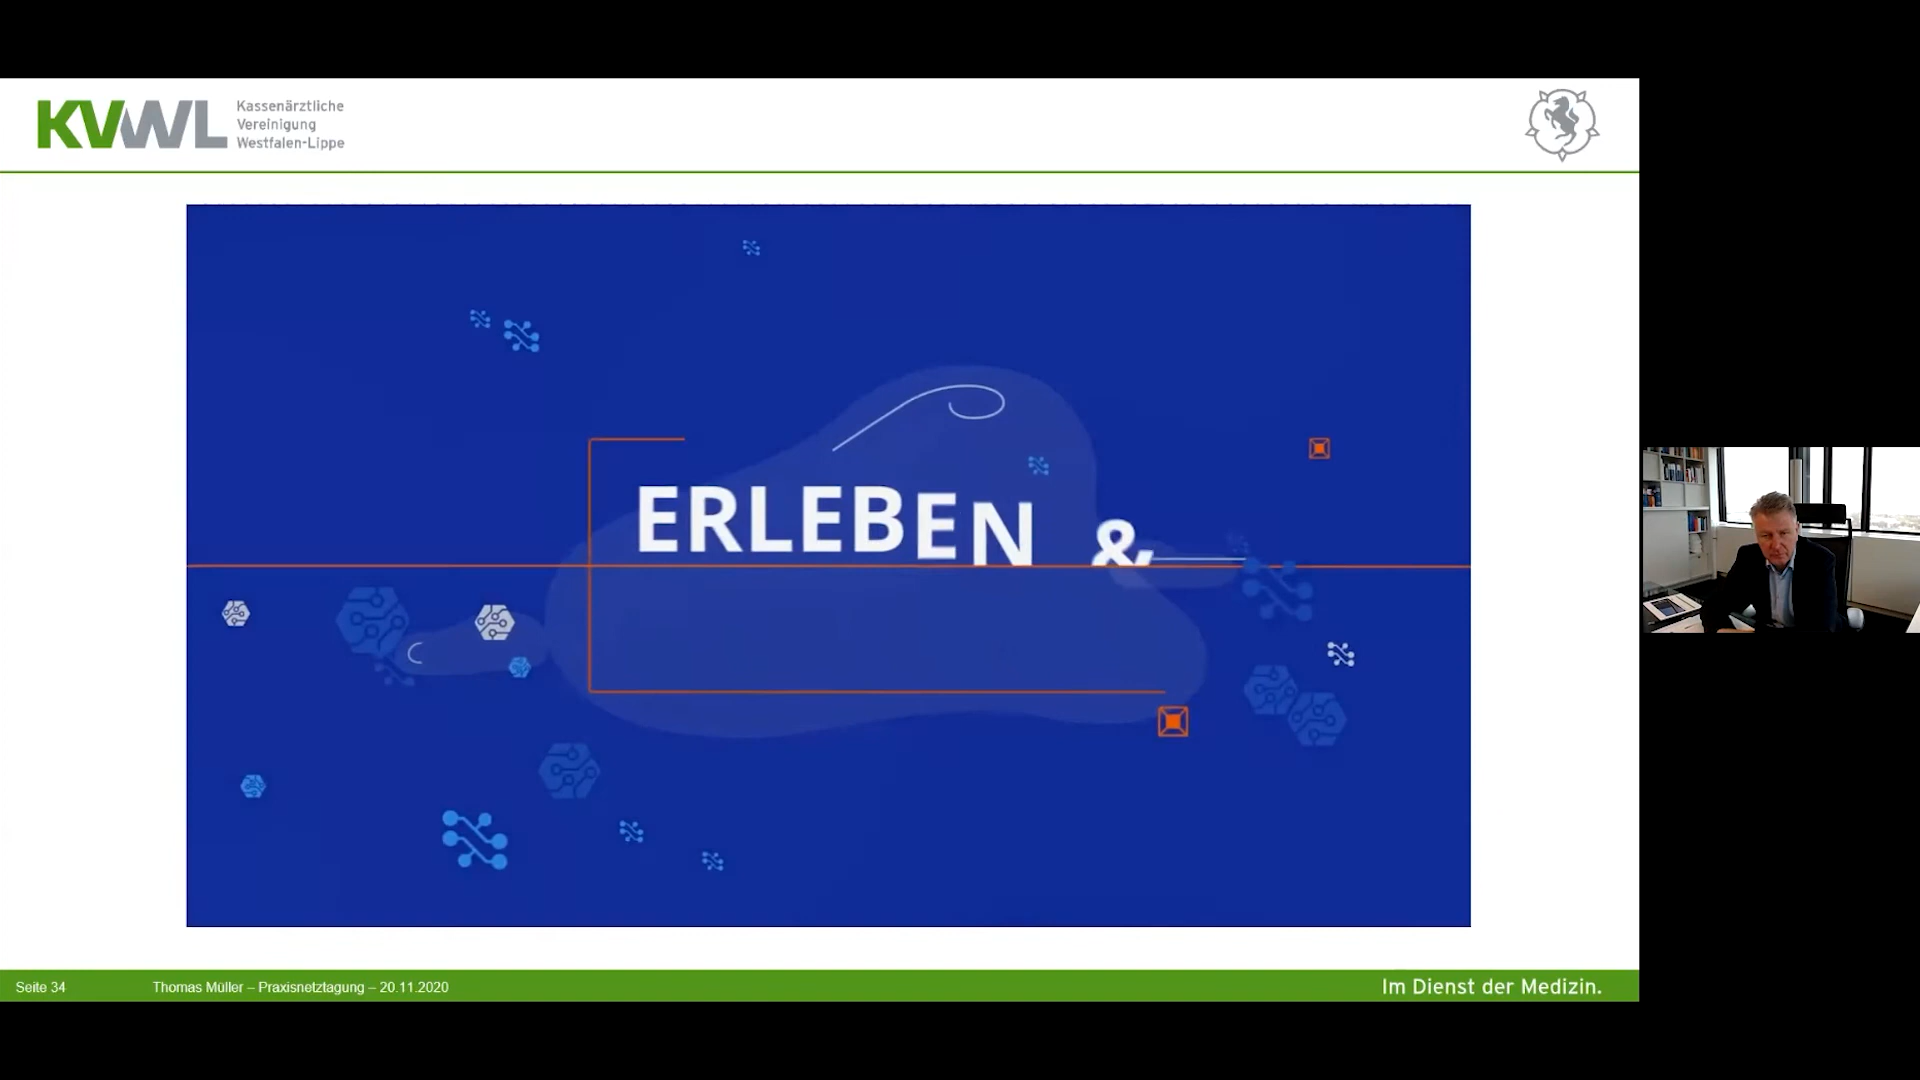 KVWL
Kassenärztliche
Vereinigung
Westfalen-Lippe
ERLEBEN &
Seite 34
Thomas Müller – Praxisnetztagung – 20.11.2020
Im Dienst der Medizin.